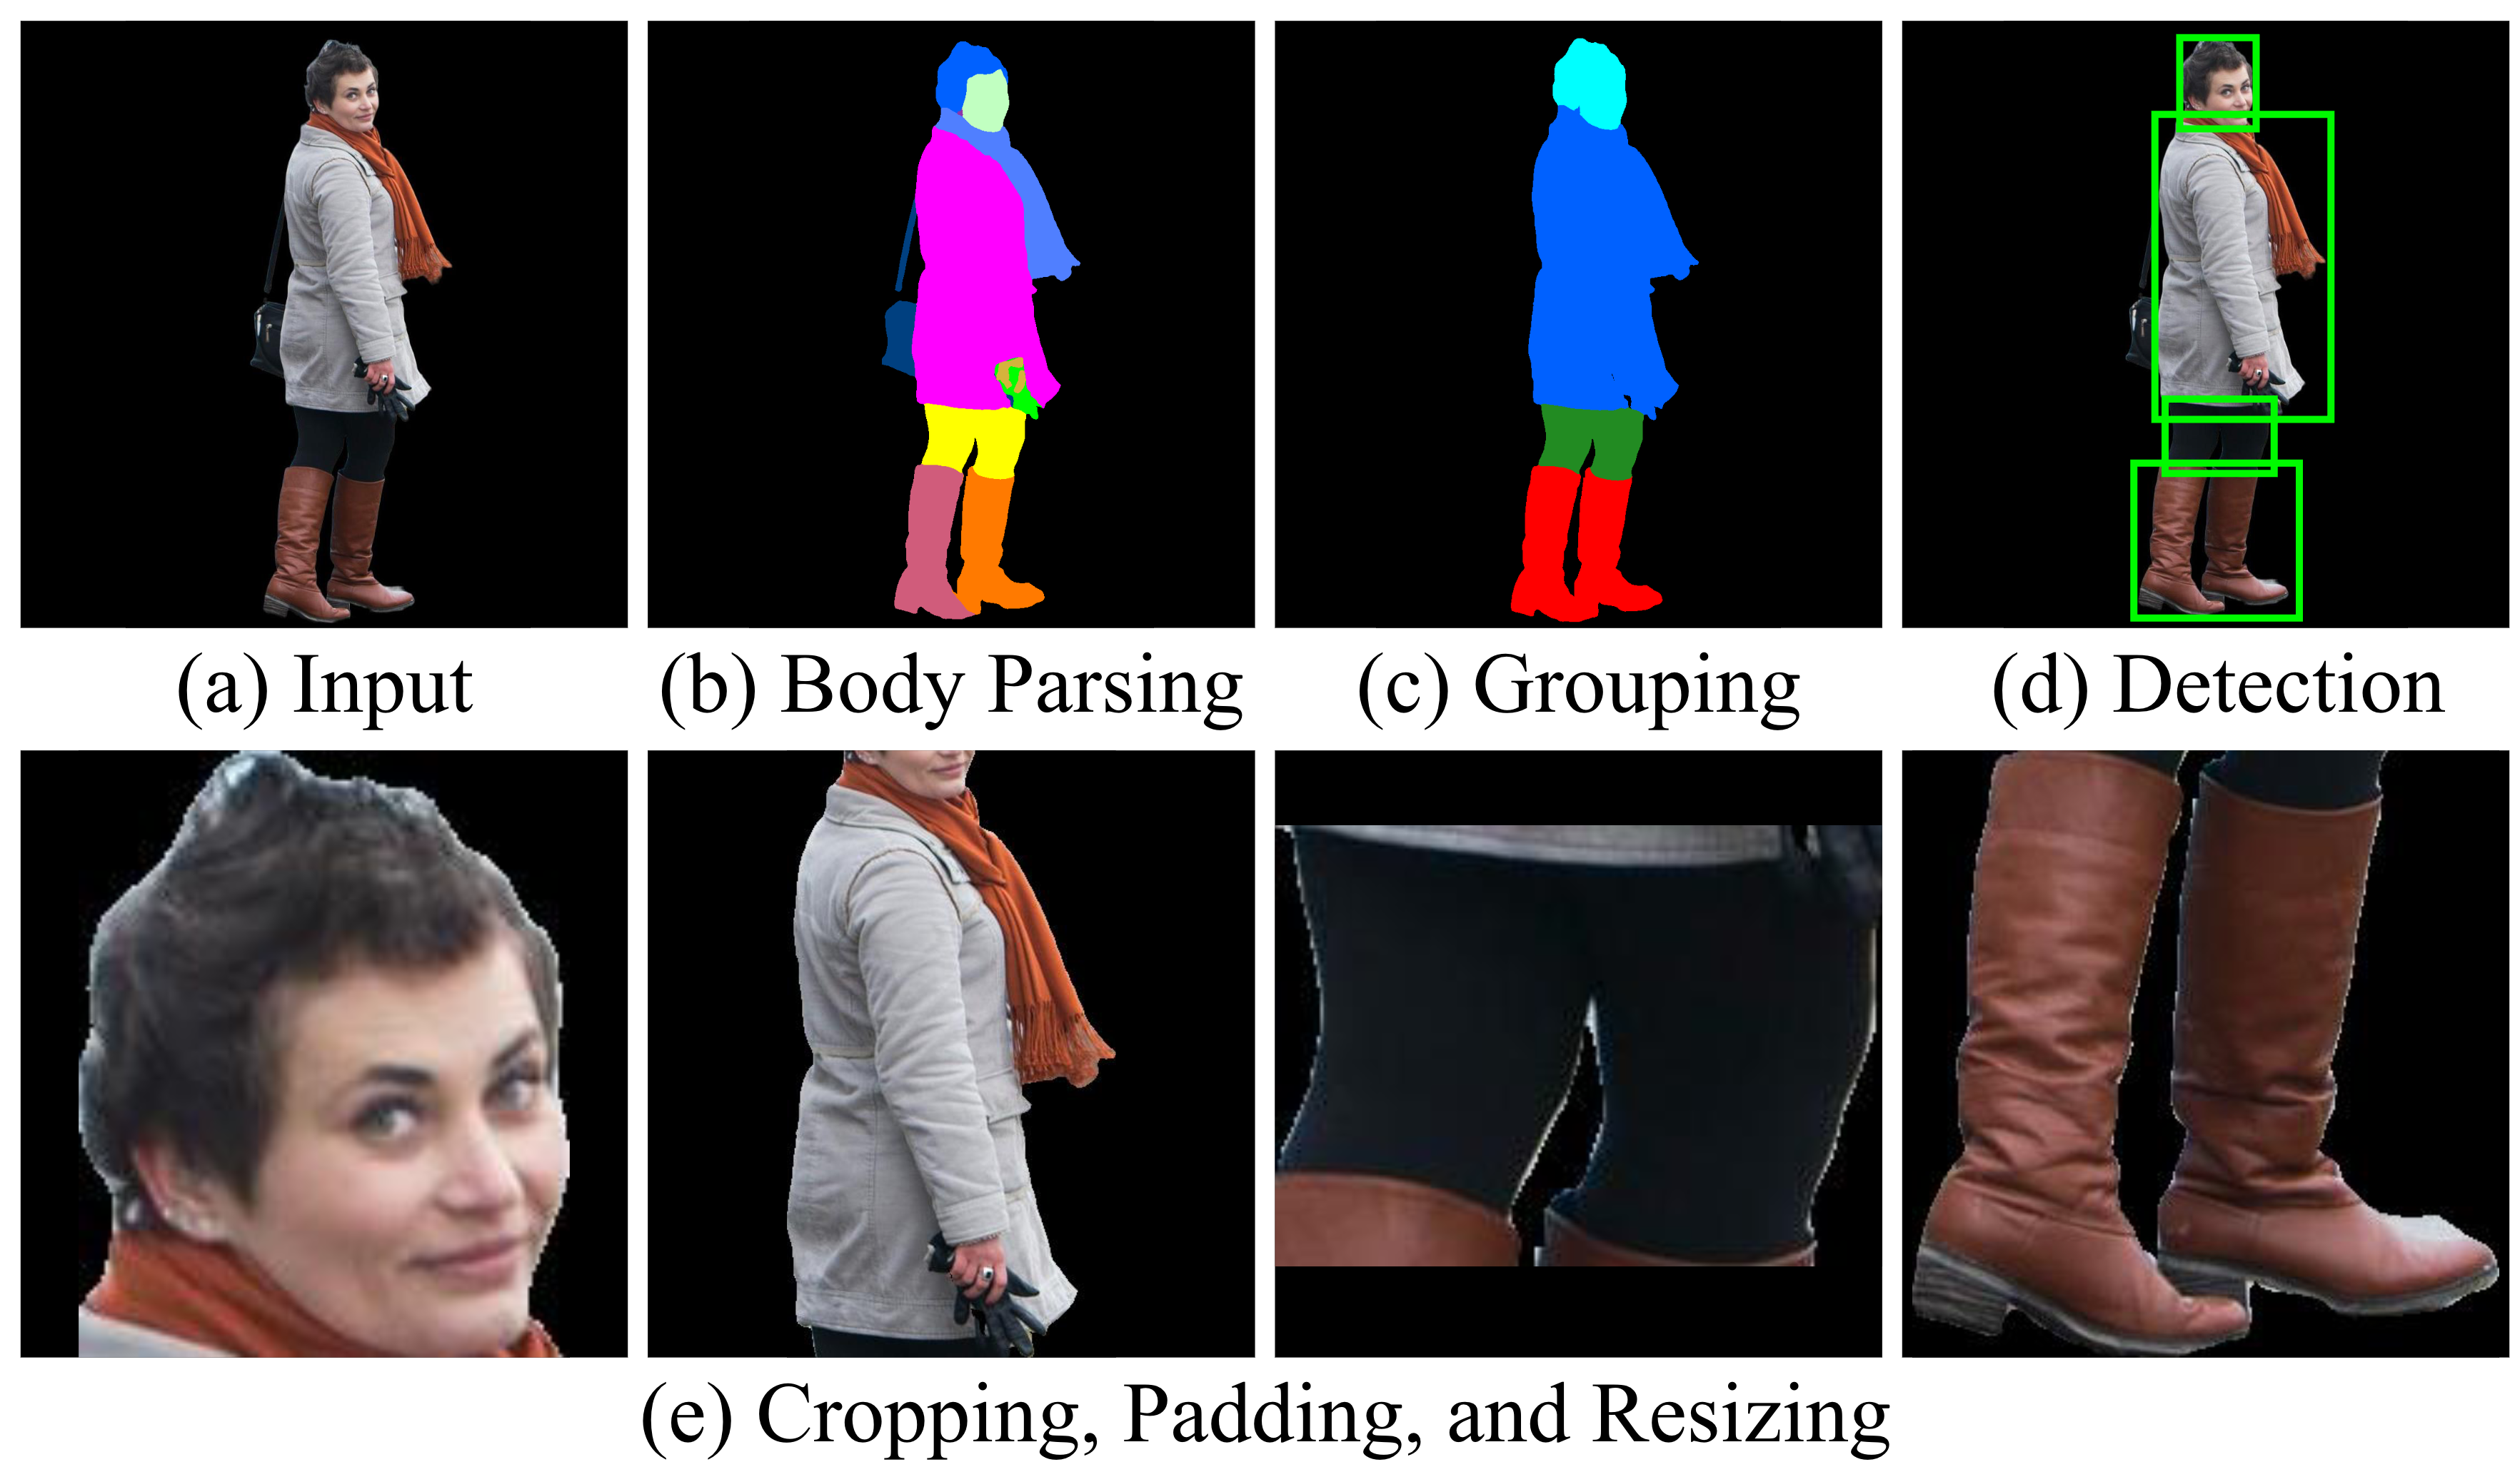 (a) Input
(b) Body Parsing
(c) Grouping
(d) Detection
(e) Cropping, Padding, and Resizing